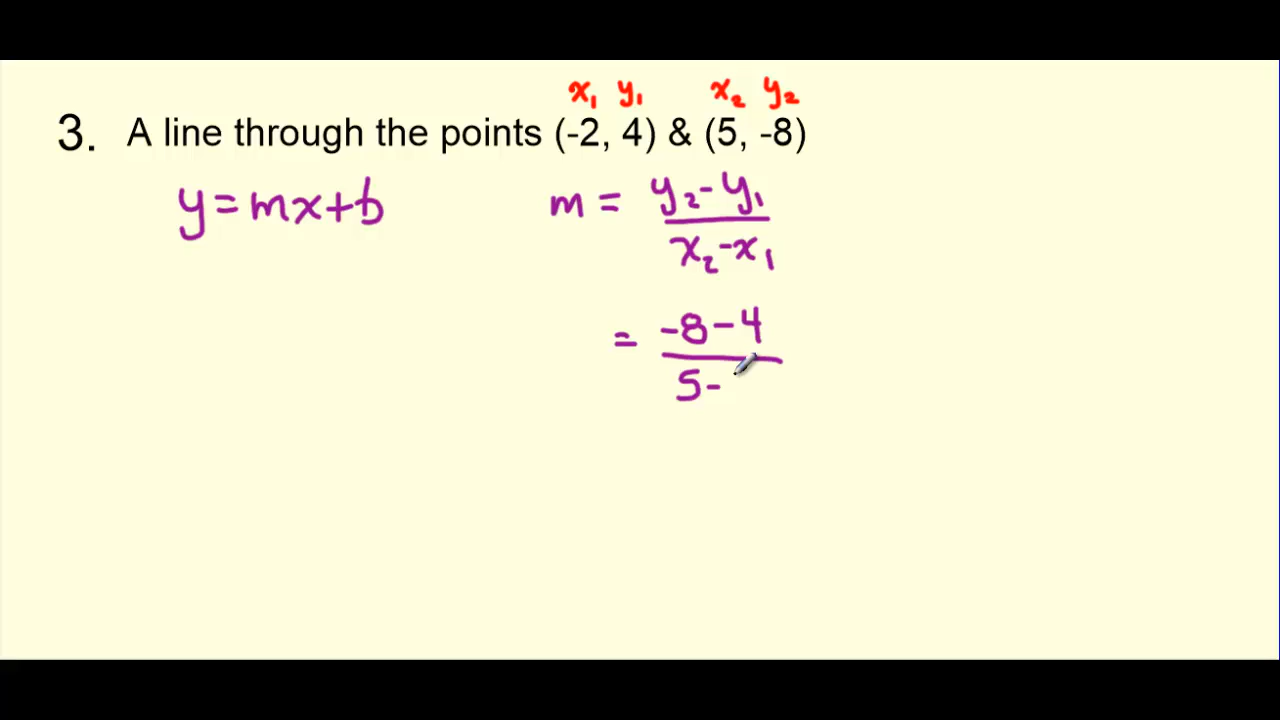 x₁ y₁ x₂ y₂
3. A line through the points (-2, 4) & (5, -8)
y = mx + b
m = y₂ - y₁
x₂ - x₁
= -8 - 4
5 -